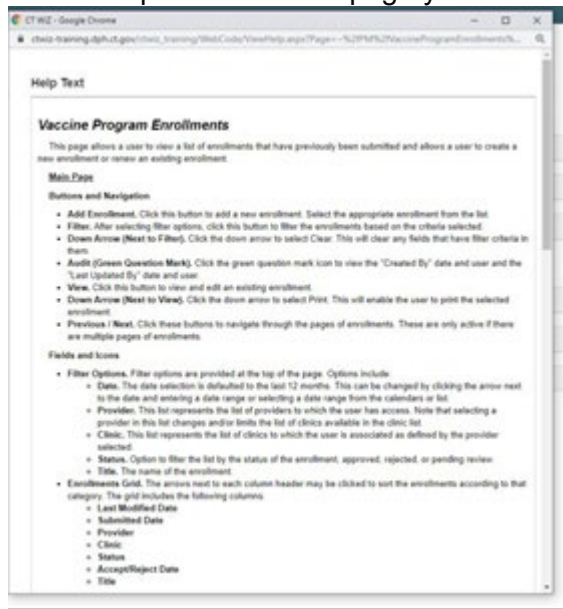 CT WiZ - Google Chrome
ctwiz-training.dph.ct.gov/ctwiz_training/WebCode/ViewHelp.aspx?Page=~%2fPM%2fVaccineProgramEnrollments%...
Help Text
Vaccine Program Enrollments
This page allows a user to view a list of enrollments that have previously been submitted and allows a user to create a
new enrollment or renew an existing enrollment.
Main Page
Buttons and Navigation
• Add Enrollment. Click this button to add a new enrollment. Select the appropriate enrollment from the list.
• Filter. After selecting filter options, click this button to filter the enrollments based on the criteria selected.
• Down Arrow (Next to Filter). Click the down arrow to select Clear. This will clear any fields that have filter criteria in
them.
• Audit (Green Question Mark). Click the green question mark icon to view the "Created By" date and user and the
"Last Updated By" date and user.
• View. Click this button to view and edit an existing enrollment.
• Down Arrow (Next to View). Click the down arrow to select Print. This will enable the user to print the selected
enrollment.
• Previous / Next. Click these buttons to navigate through the pages of enrollments. These are only active if there
are multiple pages of enrollments.
Fields and Icons
• Filter Options. Filter options are provided at the top of the page. Options include:
Date. The date selection is defaulted to the last 12 months. This can be changed by clicking the arrow next
to the date and entering a date range or selecting a date range from the calendars or list.
Provider. This list represents the list of providers to which the user has access. Note that selecting a
provider in this list changes and/or limits the list of clinics available in the clinic list.
Clinic. This list represents the list of clinics to which the user is associated as defined by the provider
selected.
Status. Option to filter the list by the status of the enrollment, approved, rejected, or pending review.
Title. The name of the enrollment.
• Enrollments Grid. The arrows next to each column header may be clicked to sort the enrollments according to that
category. The grid includes the following columns:
Last Modified Date
Submitted Date
Provider
Clinic
Status
Accept/Reject Date
Title